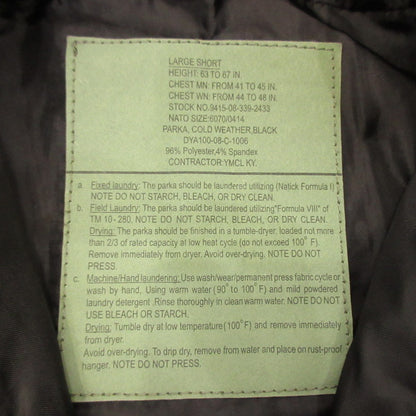 LARGE SHORT
HEIGHT: 63 TO 67 IN.
CHEST MN: FROM 41 TO 45 IN.
CHEST WN: FROM 44 TO 48 IN.
STOCK NO.9415-08-339-2433
NATO SIZE:6070/0414
PARKA, COLD WEATHER,BLACK
DYA100-08-C-1006
96% Polyester,4% Spandex
CONTRACTOR:YMCL KY.
a. Fixed laundry: The parka should be laundered utilizing (Natick Formula I)
NOTE DO NOT STARCH, BLEACH, OR DRY CLEAN.
b. Field Laundry: The parka should be laundered utilizing"Formula VIII" of
TM 10 - 280. NOTE DO NOT STARCH, BLEACH, OR DRY CLEAN.
Drying: The parka should be finished in a tumble-dryer. loaded not more
than 2/3 of rated capacity at low heat cycle (do not exceed 100°F).
Remove immediately from dryer. Avoid over-drying. NOTE DO NOT
PRESS.
c. Machine/Hand laundering: Use wash/wear/permanent press fabric cycle or
wash by hand, Using warm water (90° to 100°F) and mild powdered
laundry detergent .Rinse thoroughly in clean warm water. NOTE DO NOT
USE BLEACH OR STARCH.
Drying: Tumble dry at low temperature (100°F) and remove immediately
from dryer.
Avoid over-drying. To drip dry, remove from water and place on rust-proof
hanger. NOTE DO NOT PRESS.